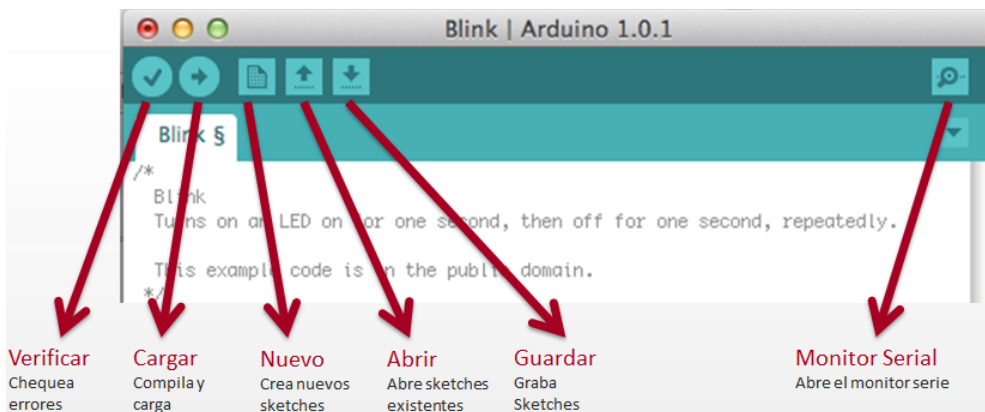 Blink | Arduino 1.0.1
Blink §
/*
Blink
Turns on an LED on for one second, then off for one second, repeatedly.
This example code is in the public domain.
*/
Verificar
Chequea
errores
Cargar
Compila y
carga
Nuevo
Crea nuevos
sketches
Abrir
Abre sketches
existentes
Guardar
Graba
Sketches
Monitor Serial
Abre el monitor serie